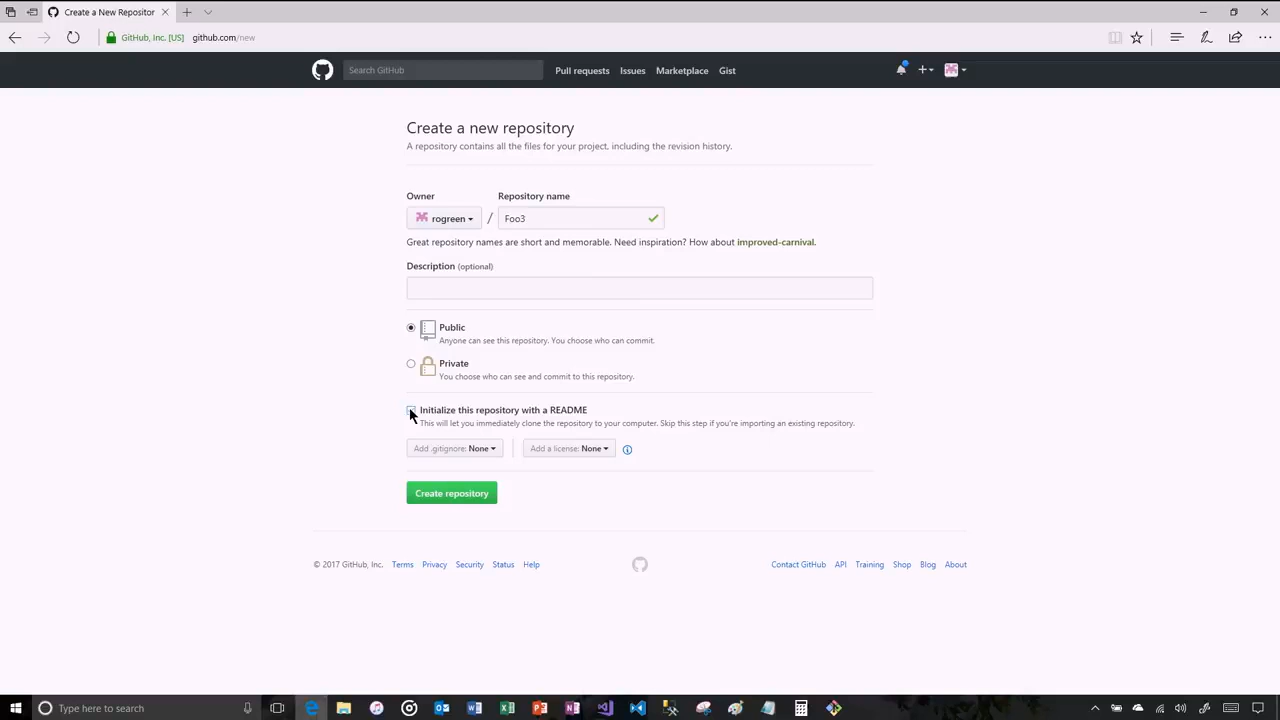 Create a New Repositor
GitHub, Inc. [US]
github.com/new
Search GitHub
Pull requests
Issues
Marketplace
Gist
Create a new repository
A repository contains all the files for your project, including the revision history.
Owner
Repository name
rogreen
/
Foo3
Great repository names are short and memorable. Need inspiration? How about improved-carnival.
Description (optional)
Public
Anyone can see this repository. You choose who can commit.
Private
You choose who can see and commit to this repository.
Initialize this repository with a README
This will let you immediately clone the repository to your computer. Skip this step if you're importing an existing repository.
Add .gitignore: None
Add a license: None
Create repository
© 2017 GitHub, Inc.
Terms
Privacy
Security
Status
Help
Contact GitHub
API
Training
Shop
Blog
About
Type here to search